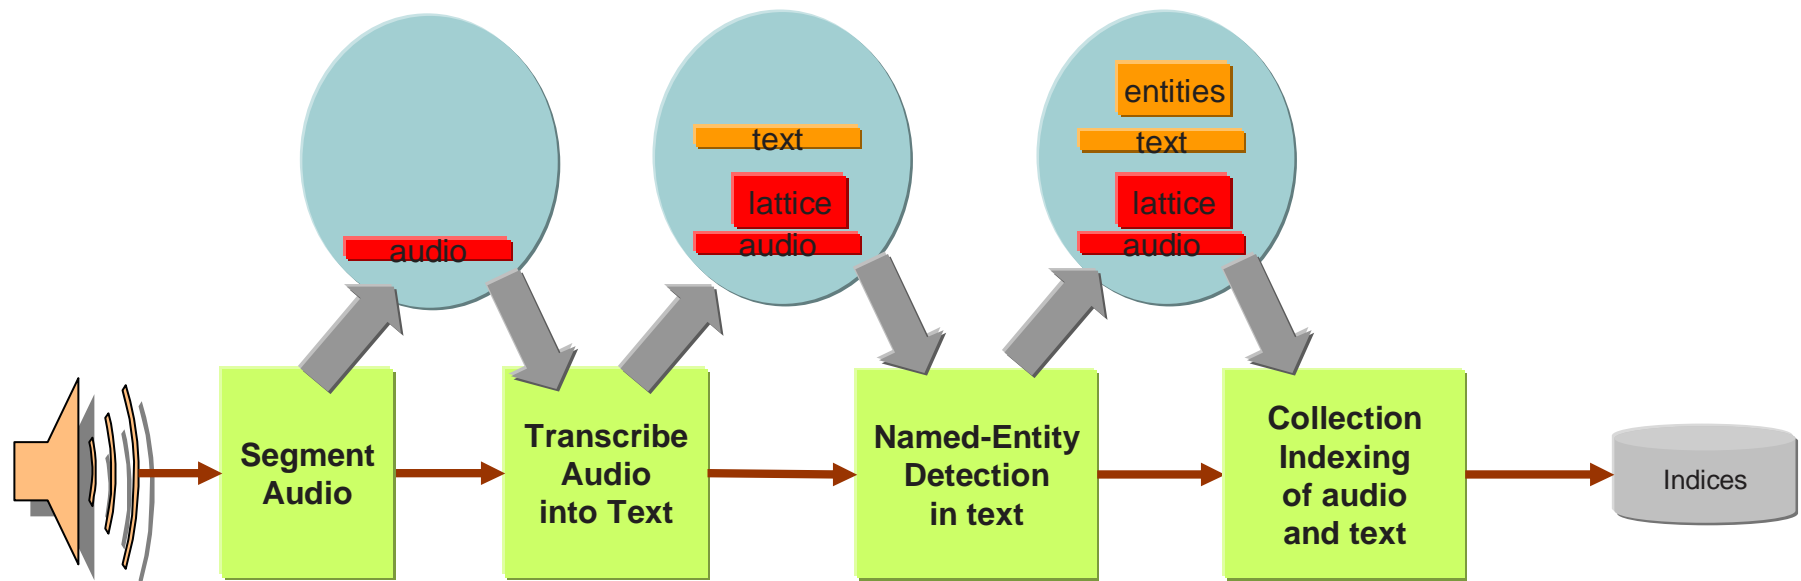 audio
text
lattice
audio
entities
text
lattice
audio
Segment
Audio
Transcribe
Audio
into Text
Named-Entity
Detection
in text
Collection
Indexing
of audio
and text
Indices